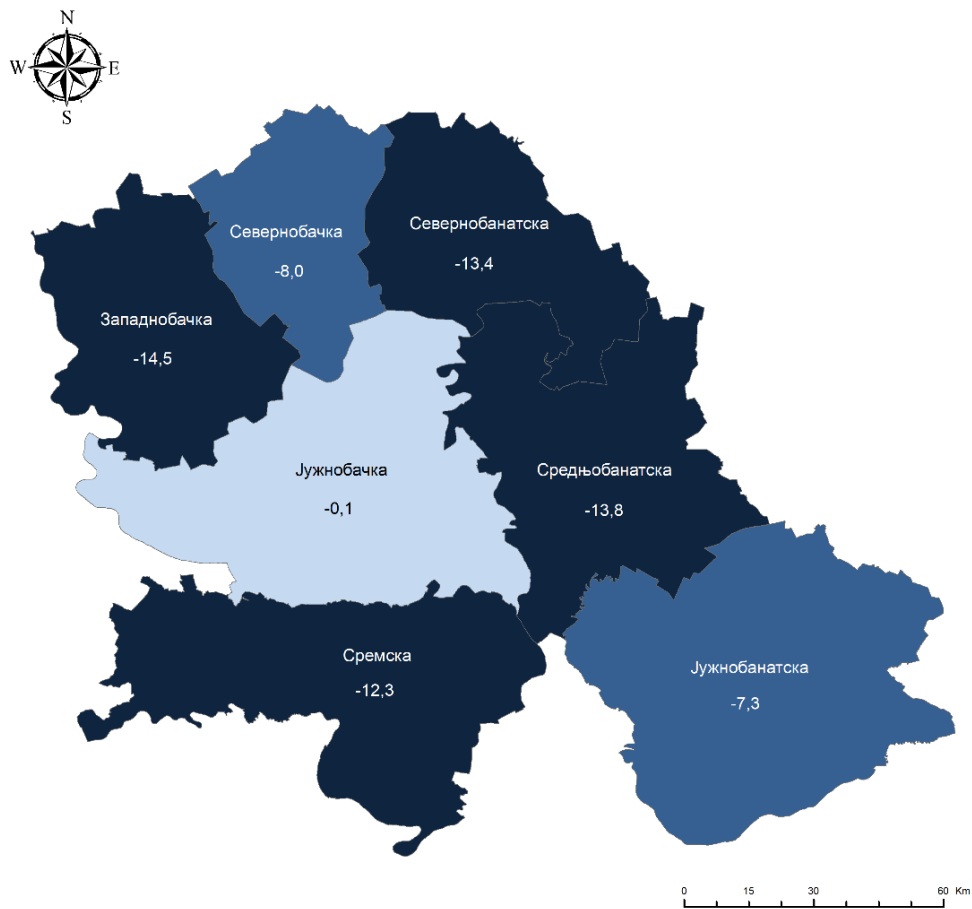 N
W E
S
Севернобачка
-8,0
Севернобанатска
-13,4
Западнобачка
-14,5
Јужнобачка
-0,1
Средњобанатска
-13,8
Сремска
-12,3
Јужнобанатска
-7,3
0 15 30 60 Km